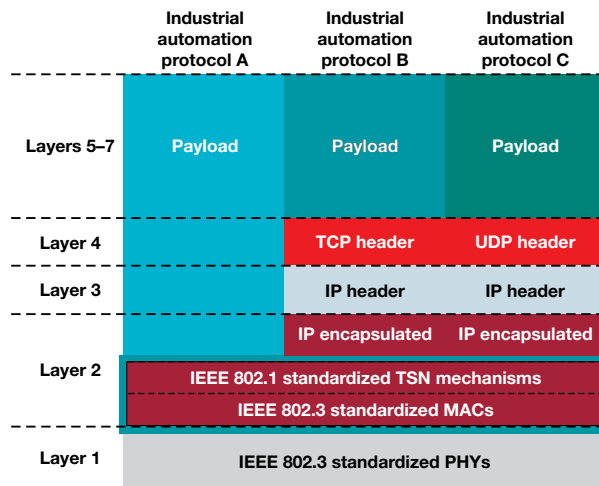 Industrial
automation
protocol A
Industrial
automation
protocol B
Industrial
automation
protocol C
Layers 5–7
Payload
Payload
Payload
Layer 4
TCP header
UDP header
Layer 3
IP header
IP header
IP encapsulated
IP encapsulated
Layer 2
IEEE 802.1 standardized TSN mechanisms
IEEE 802.3 standardized MACs
Layer 1
IEEE 802.3 standardized PHYs